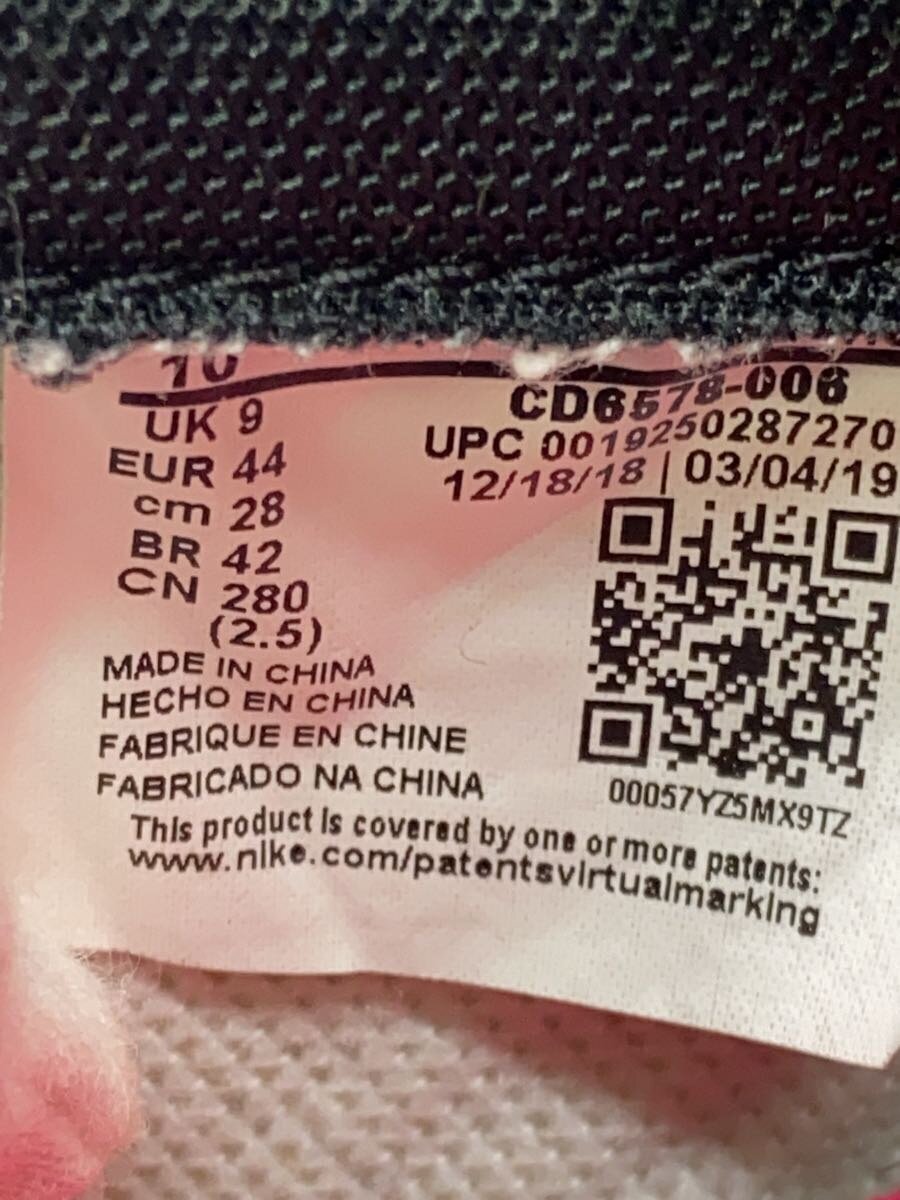 10
UK 9
EUR 44
cm 28
BR 42
CN 280
(2.5)
CD6578-006
UPC 0019250287270
12/18/18 | 03/04/19
MADE IN CHINA
HECHO EN CHINA
FABRIQUE EN CHINE
FABRICADO NA CHINA
00057YZ5MX9TZ
This product is covered by one or more patents:
www.nike.com/patentsvirtualmarking